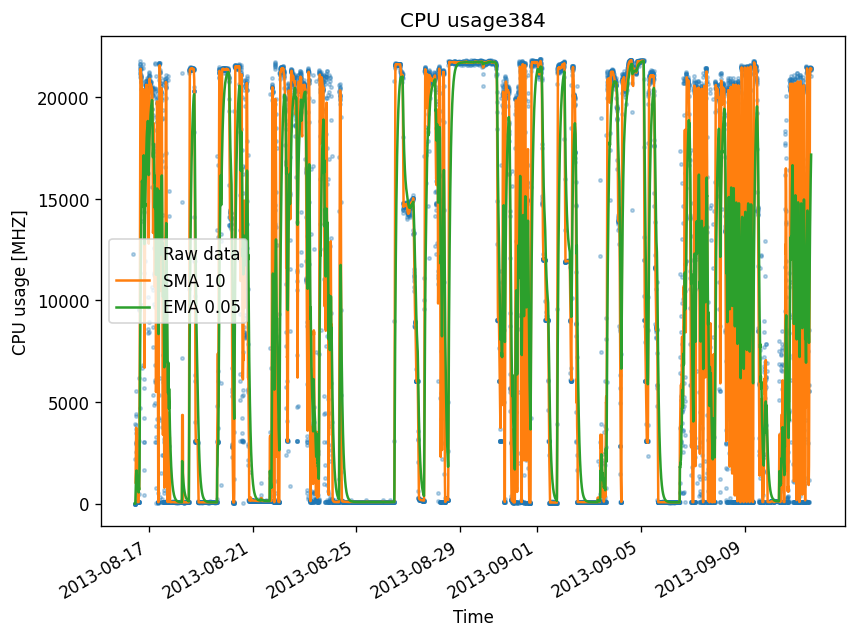 CPU usage384
CPU usage [MHZ]
20000
15000
10000
5000
0
Raw data
SMA 10
EMA 0.05
2013-08-17
2013-08-21
2013-08-25
2013-08-29
2013-09-01
2013-09-05
2013-09-09
Time